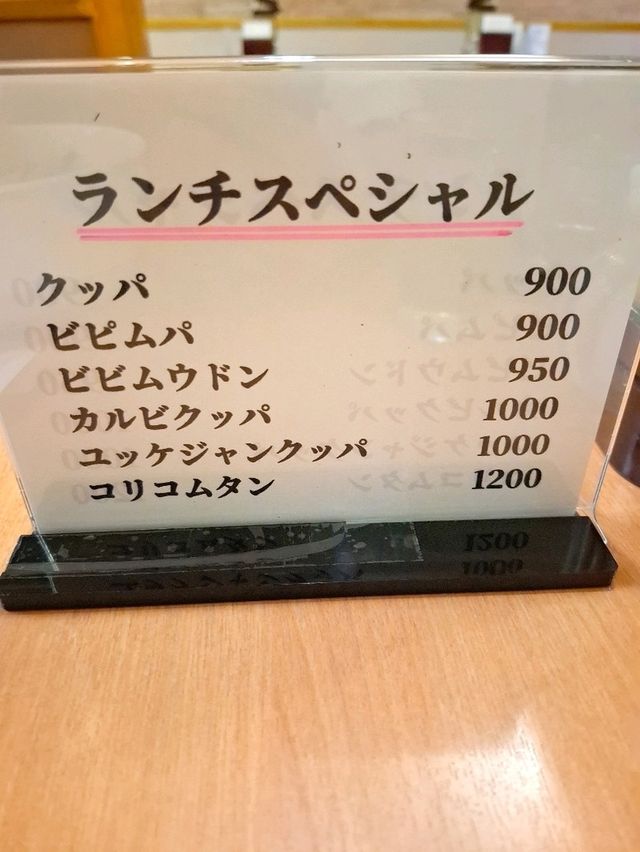 ランチスペシャル
クッパ 900
ビピムパ 900
ビビムウドン 950
カルビクッパ 1000
ユッケジャンクッパ 1000
コリコムタン 1200